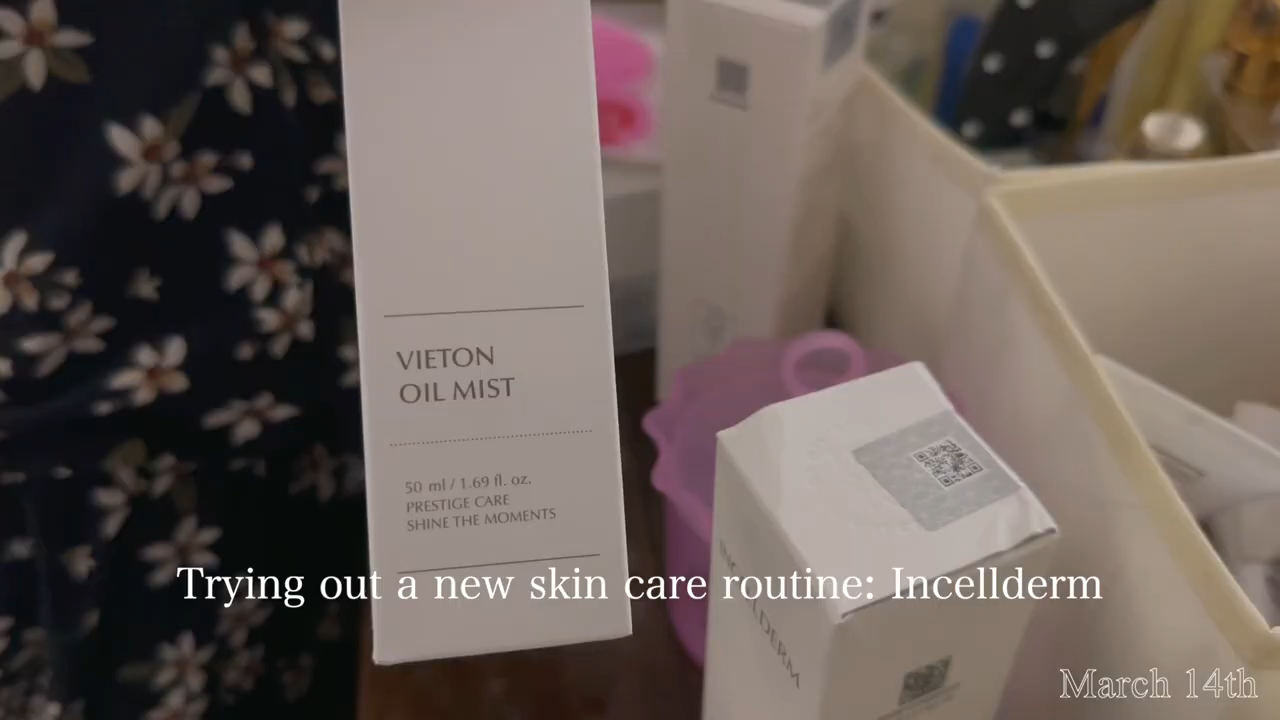 VIETON
OIL MIST
50 ml / 1.69 fl. oz.
PRESTIGE CARE
SHINE THE MOMENTS
INCELLDERM
Trying out a new skin care routine: Incellderm
March 14th